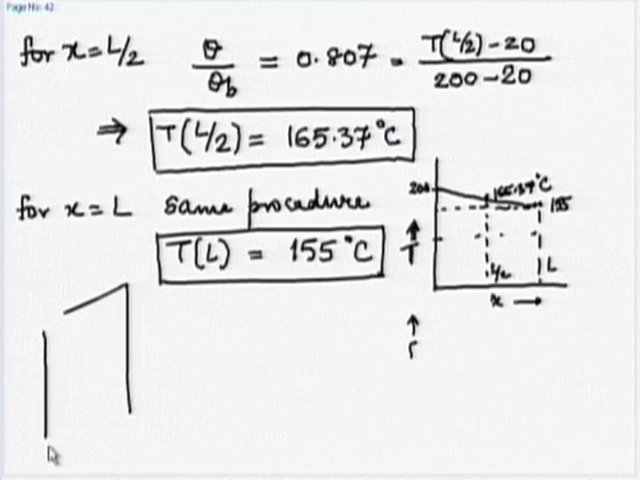 Page No: 42
for x = L/2 θ/θb = 0.807 = T(L/2) - 20 / 200 - 20
⇒ T(L/2) = 165.37 °C
for x = L same procedure
T(L) = 155 °C
200 165.37°C
155
T
L/2 L
x →